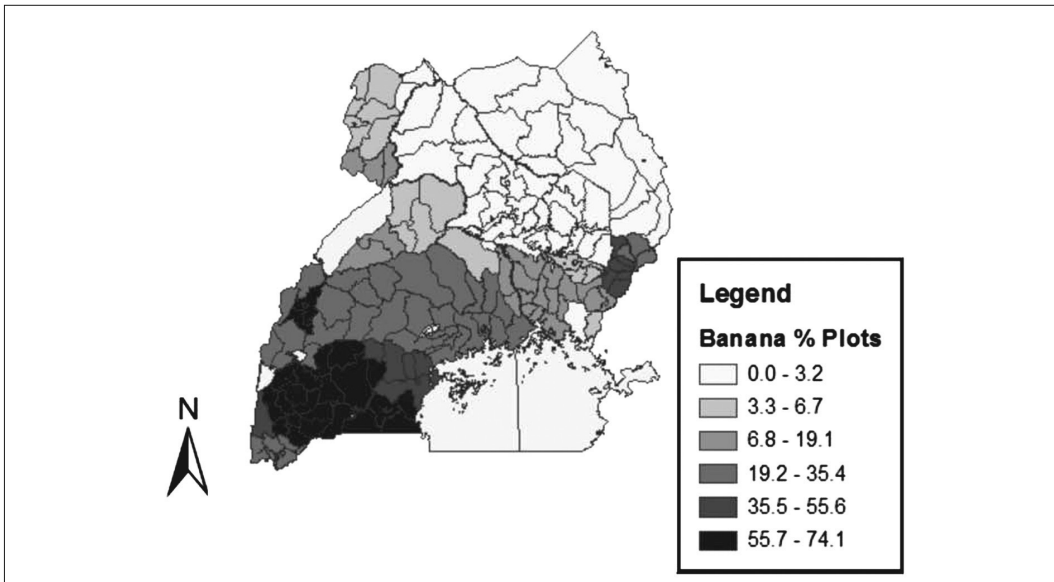 N
Legend
Banana % Plots
0.0 - 3.2
3.3 - 6.7
6.8 - 19.1
19.2 - 35.4
35.5 - 55.6
55.7 - 74.1